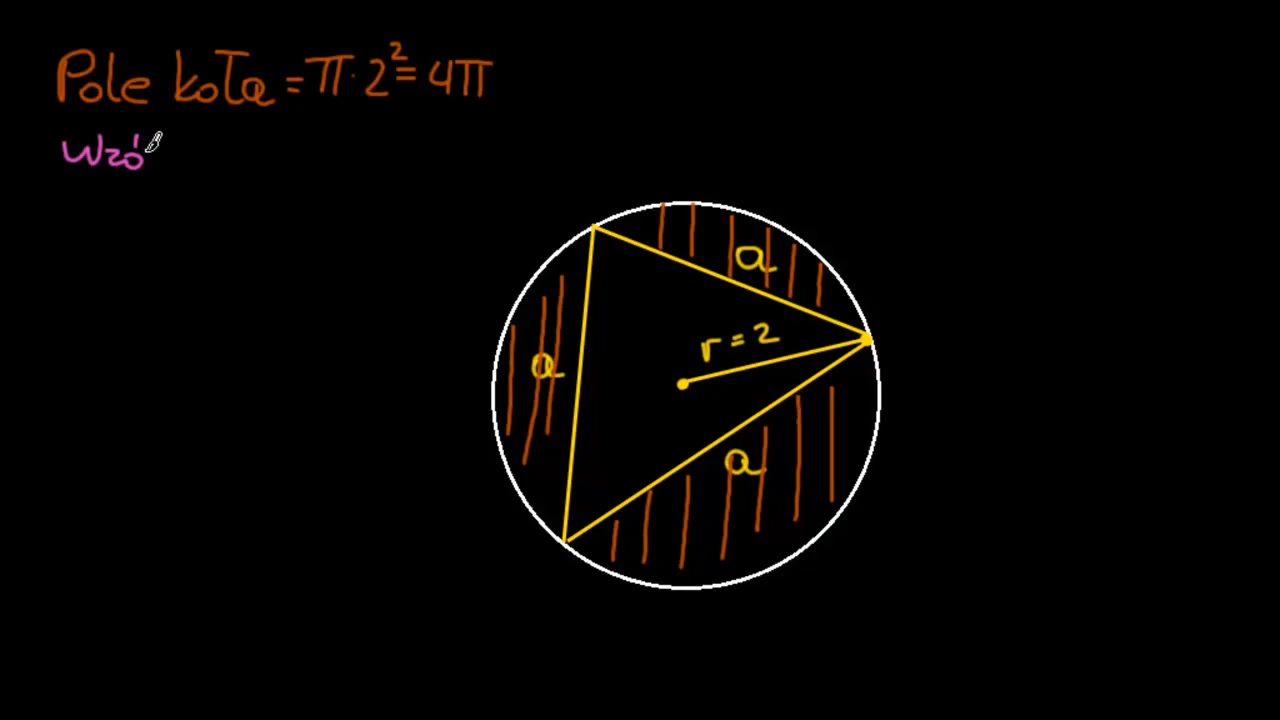 Pole koła = π · 2² = 4π
Wzó
a
r = 2
a
a